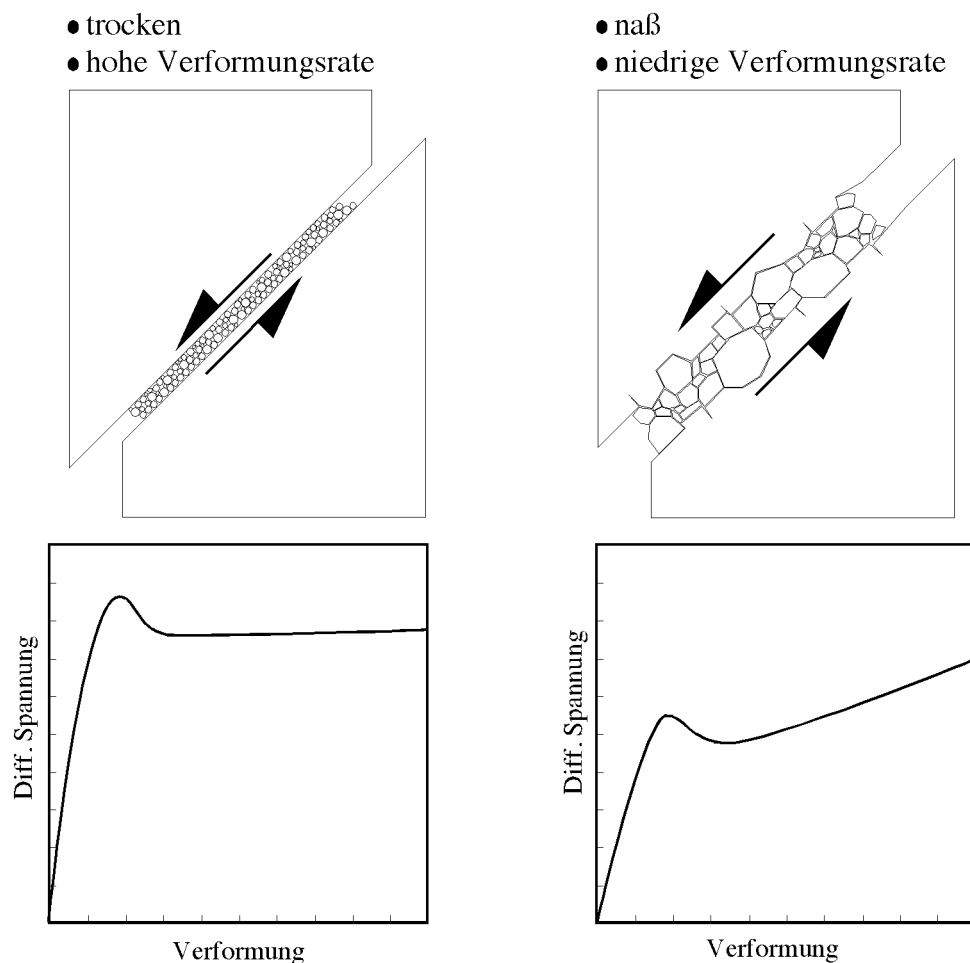 ● trocken
● hohe Verformungsrate
● naß
● niedrige Verformungsrate
Diff. Spannung
Verformung
Diff. Spannung
Verformung